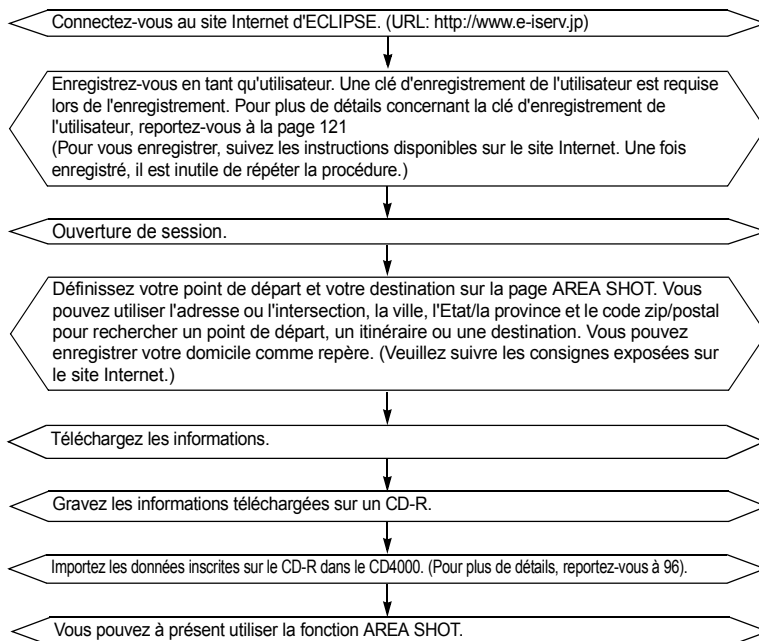 Connectez-vous au site Internet d'ECLIPSE. (URL: http://www.e-iserv.jp)
Enregistrez-vous en tant qu'utilisateur. Une clé d'enregistrement de l'utilisateur est requise
lors de l'enregistrement. Pour plus de détails concernant la clé d'enregistrement de
l'utilisateur, reportez-vous à la page 121
(Pour vous enregistrer, suivez les instructions disponibles sur le site Internet. Une fois
enregistré, il est inutile de répéter la procédure.)
Ouverture de session.
Définissez votre point de départ et votre destination sur la page AREA SHOT. Vous
pouvez utiliser l'adresse ou l'intersection, la ville, l'Etat/la province et le code zip/postal
pour rechercher un point de départ, un itinéraire ou une destination. Vous pouvez
enregistrer votre domicile comme repère. (Veuillez suivre les consignes exposées sur
le site Internet.)
Téléchargez les informations.
Gravez les informations téléchargées sur un CD-R.
Importez les données inscrites sur le CD-R dans le CD4000. (Pour plus de détails, reportez-vous à 96).
Vous pouvez à présent utiliser la fonction AREA SHOT.